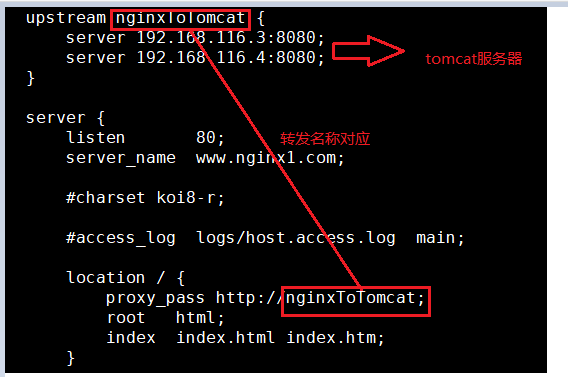 upstream nginxToTomcat {
server 192.168.116.3:8080;
server 192.168.116.4:8080;
tomcat服务器
}
server {
listen 80;
转发名称对应
server_name www.nginx1.com;
#charset koi8-r;
#access_log logs/host.access.log main;
location / {
proxy_pass http://nginxToTomcat;
root html;
index index.html index.htm;
}